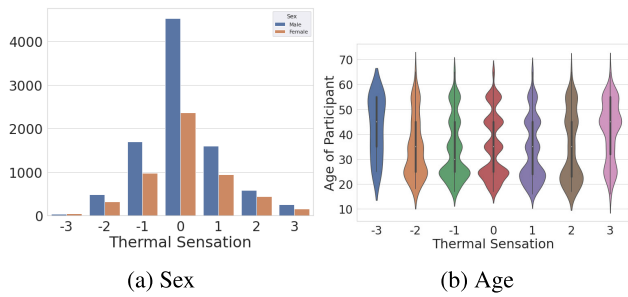 Sex
Male
Female
4000
3000
2000
1000
0
-3 -2 -1 0 1 2 3
Thermal Sensation
(a) Sex
Age of Participant
70
60
50
40
30
20
10
-3 -2 -1 0 1 2 3
Thermal Sensation
(b) Age